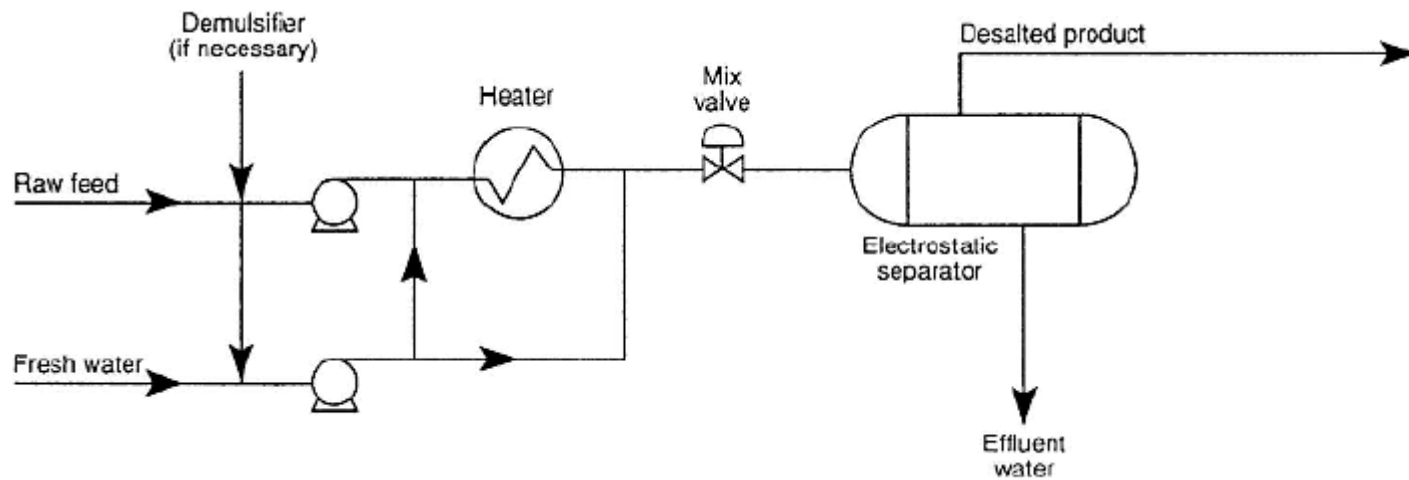 Demulsifier
(if necessary)
Desalted product
Mix
valve
Heater
Raw feed
Electrostatic
separator
Fresh water
Effluent
water